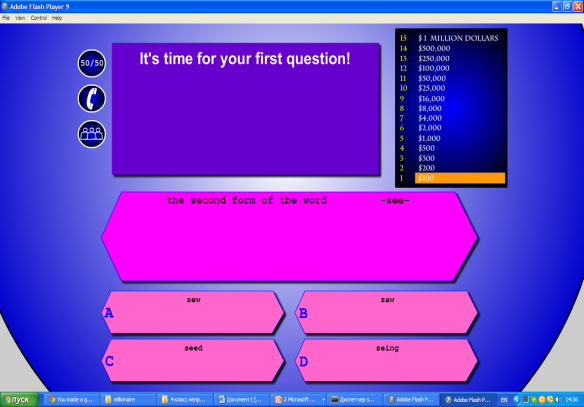 Adobe Flash Player 9
File View Control Help
50/50
It's time for your first question!
15 $1 MILLION DOLLARS
14 $500,000
13 $250,000
12 $100,000
11 $50,000
10 $25,000
9 $16,000
8 $8,000
7 $4,000
6 $2,000
5 $1,000
4 $500
3 $300
2 $200
1 $100
the second form of the word -see-
A sew
B saw
C seed
D seing
пуск You made a g... millionaire 4 класс непр... Документ1 [... 2 Microsoft ... Диспетчер з... Adobe Flash P... Adobe Flash P... EN 14:56